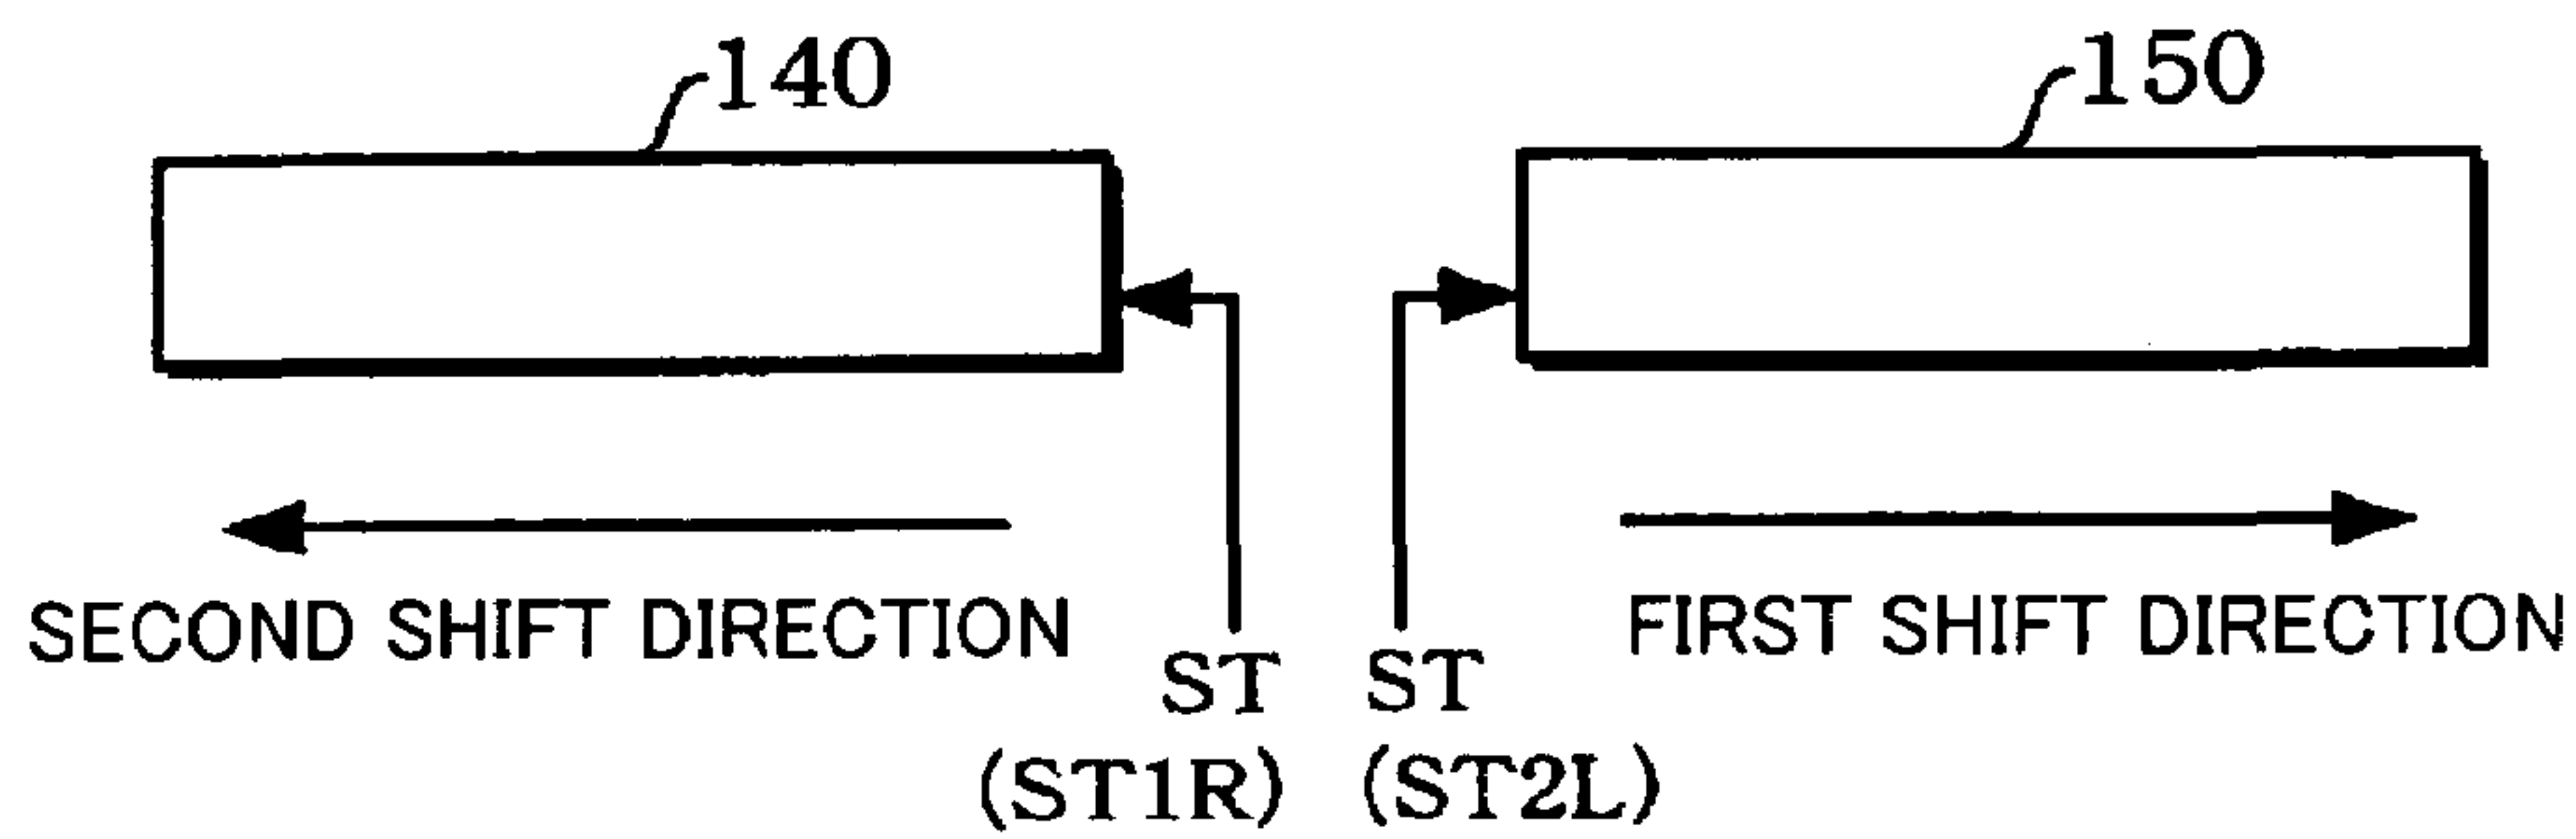 140 150
SECOND SHIFT DIRECTION FIRST SHIFT DIRECTION
ST ST
(ST1R) (ST2L)